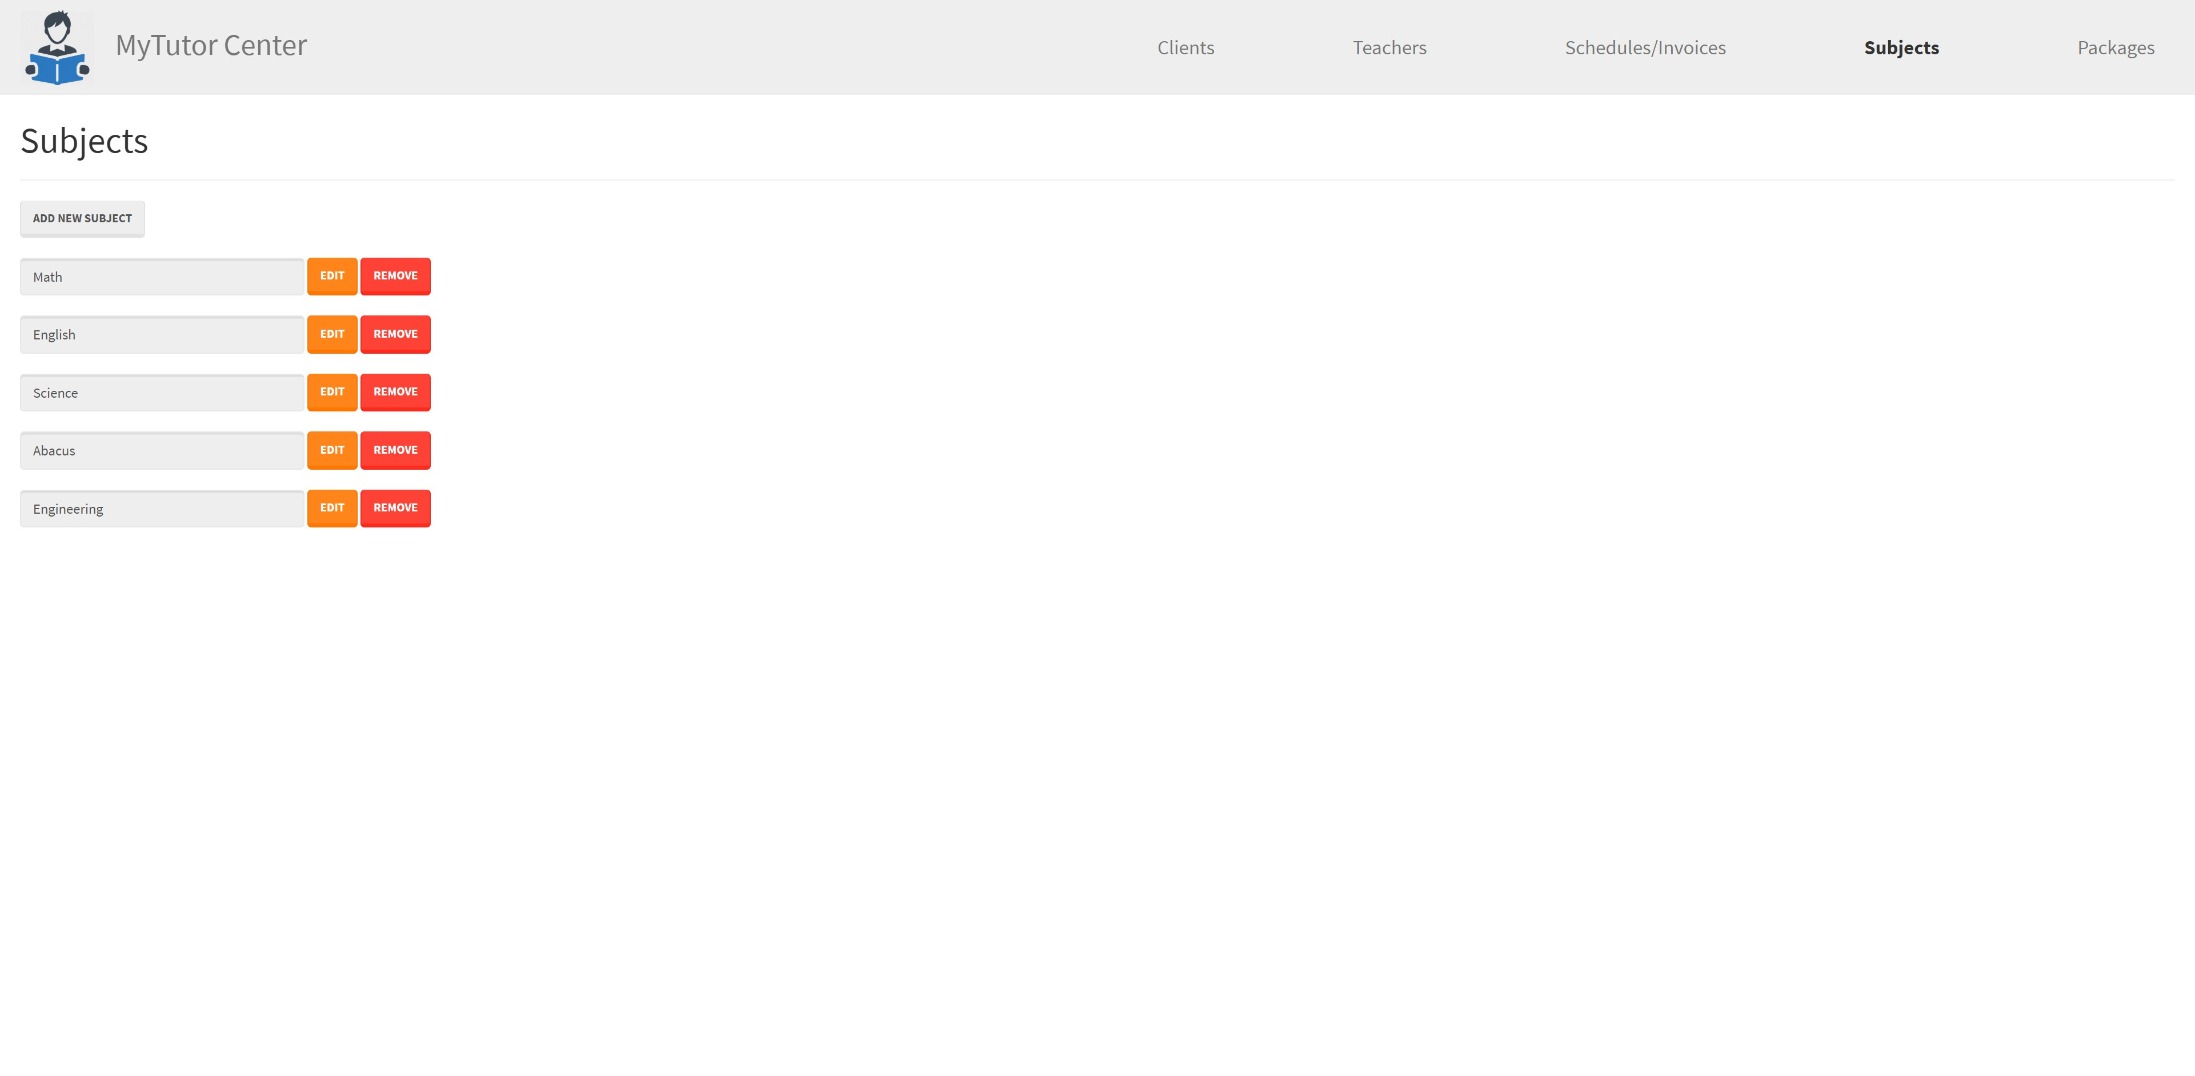 MyTutor Center
Clients Teachers Schedules/Invoices Subjects Packages
Subjects
ADD NEW SUBJECT
Math EDIT REMOVE
English EDIT REMOVE
Science EDIT REMOVE
Abacus EDIT REMOVE
Engineering EDIT REMOVE